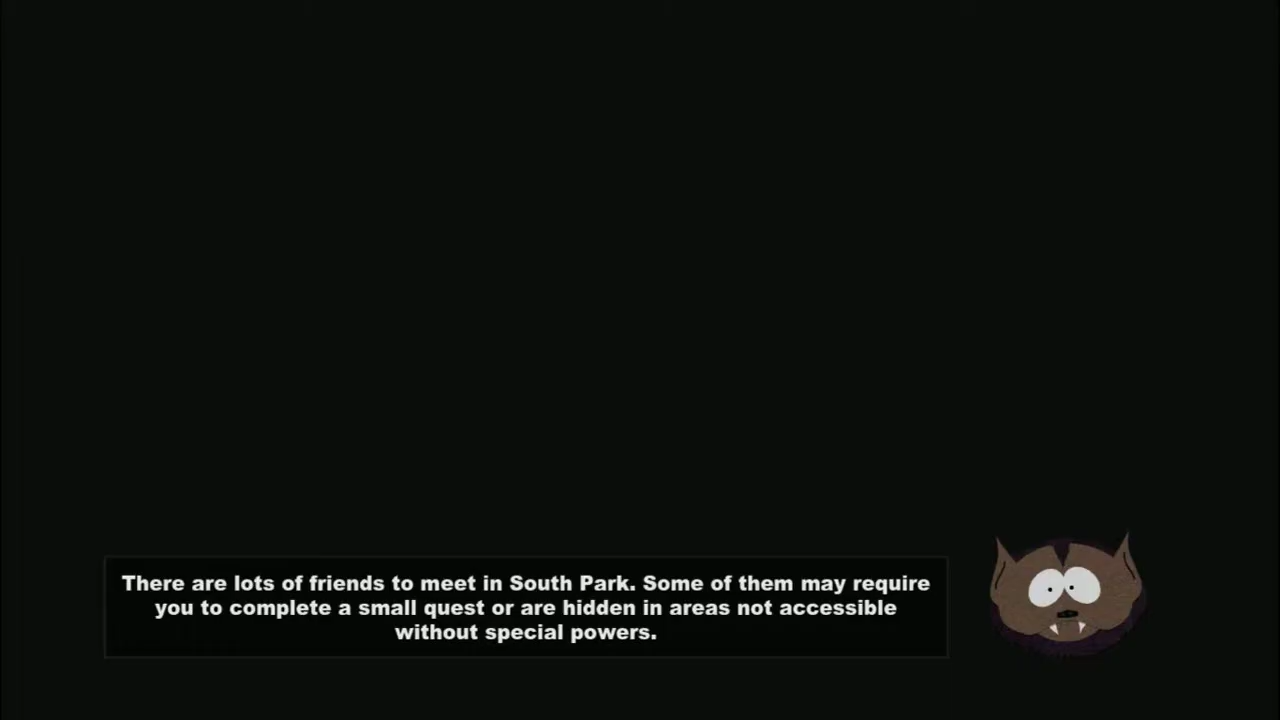 There are lots of friends to meet in South Park. Some of them may require
you to complete a small quest or are hidden in areas not accessible
without special powers.